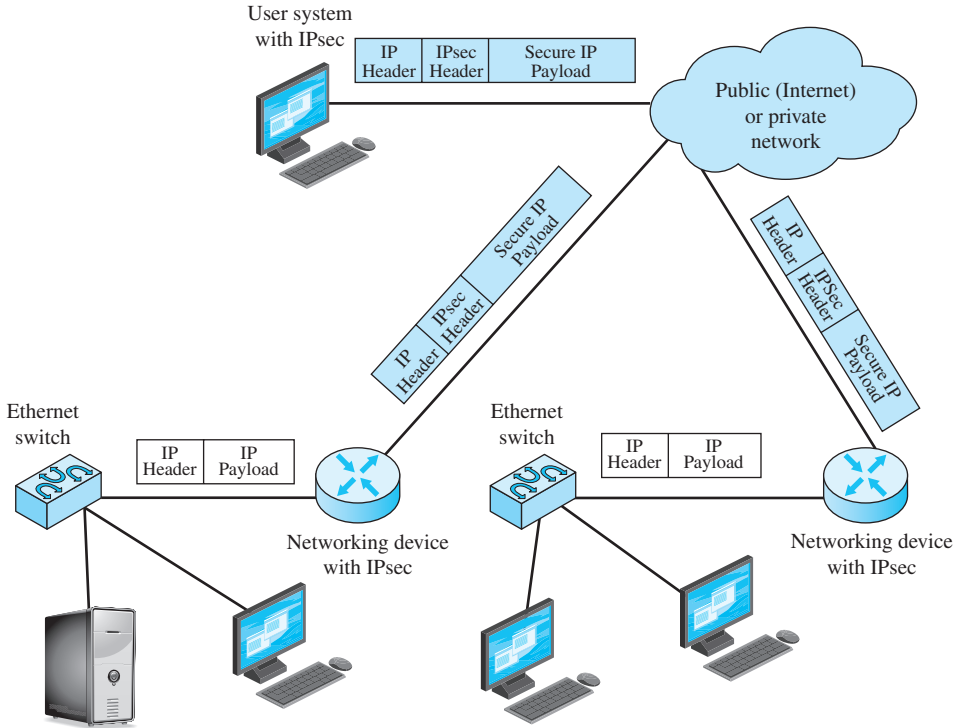 User system
with IPsec
IP
Header
IPsec
Header
Secure IP
Payload
Public (Internet)
or private
network
IP
Header
IPsec
Header
Secure IP
Payload
IP
Header
IPSec
Header
Secure IP
Payload
Ethernet
switch
IP
Header
IP
Payload
Networking device
with IPsec
Ethernet
switch
IP
Header
IP
Payload
Networking device
with IPsec